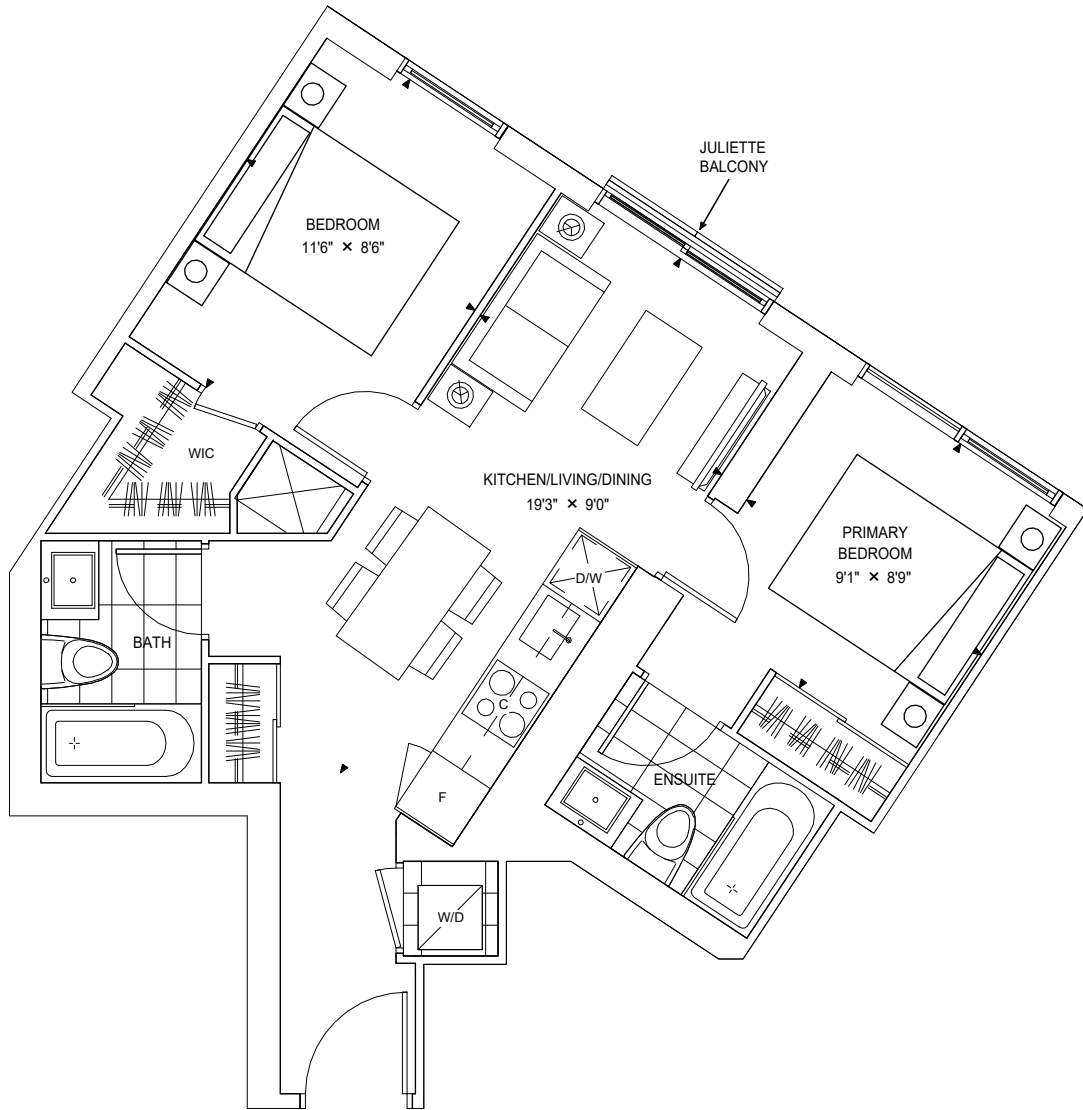 JULIETTE
BALCONY
BEDROOM
11'6" × 8'6"
WIC
KITCHEN/LIVING/DINING
19'3" × 9'0"
PRIMARY
BEDROOM
9'1" × 8'9"
D/W
BATH
C
ENSUITE
F
W/D